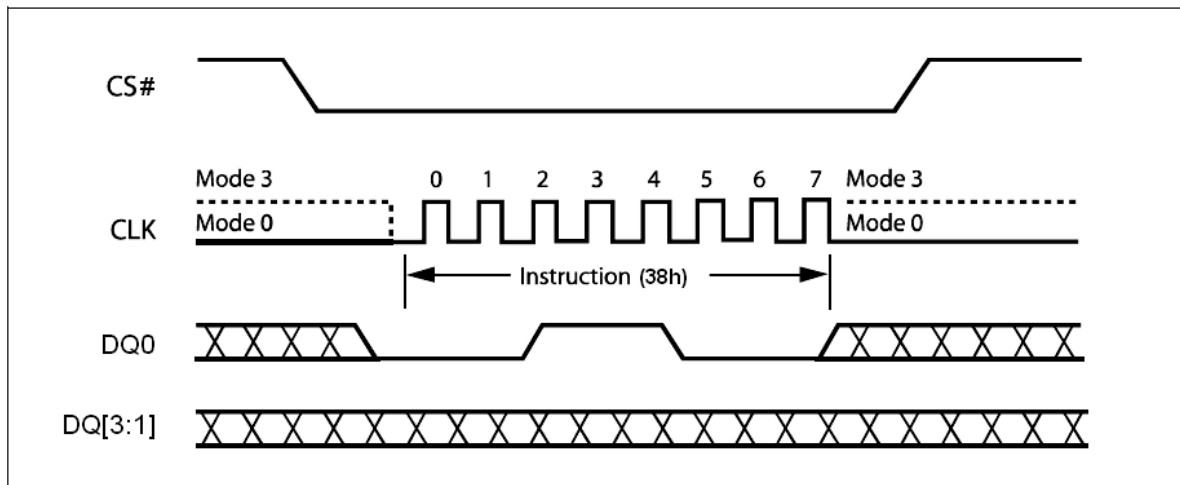 CS#
Mode 3 0 1 2 3 4 5 6 7 Mode 3
Mode 0 Mode 0
CLK
Instruction (38h)
DQ0
DQ[3:1]